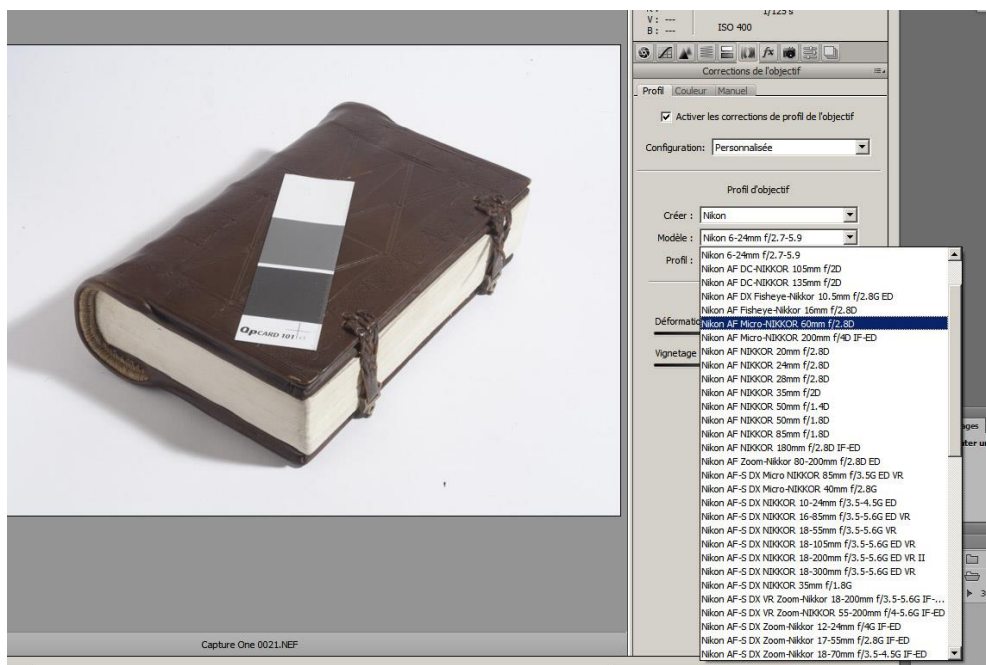 V : ---
B : ---
1/125 s
ISO 400
fx
Corrections de l'objectif
Profil
Couleur
Manuel
Activer les corrections de profil de l'objectif
Configuration:
Personnalisée
Profil d'objectif
Créer :
Nikon
Modèle :
Nikon 6-24mm f/2.7-5.9
Profil :
Nikon 6-24mm f/2.7-5.9
Nikon AF DC-NIKKOR 105mm f/2D
Nikon AF DC-NIKKOR 135mm f/2D
Nikon AF DX Fisheye-Nikkor 10.5mm f/2.8G ED
Nikon AF Fisheye-Nikkor 16mm f/2.8D
Nikon AF Micro-NIKKOR 60mm f/2.8D
Nikon AF Micro-NIKKOR 200mm f/4D IF-ED
Nikon AF NIKKOR 20mm f/2.8D
Nikon AF NIKKOR 24mm f/2.8D
Nikon AF NIKKOR 28mm f/2.8D
Nikon AF NIKKOR 35mm f/2D
Nikon AF NIKKOR 50mm f/1.4D
Nikon AF NIKKOR 50mm f/1.8D
Nikon AF NIKKOR 85mm f/1.8D
Nikon AF NIKKOR 180mm f/2.8D IF-ED
Nikon AF Zoom-Nikkor 80-200mm f/2.8D ED
Nikon AF-S DX Micro NIKKOR 85mm f/3.5G ED VR
Nikon AF-S DX Micro-NIKKOR 40mm f/2.8G
Nikon AF-S DX NIKKOR 10-24mm f/3.5-4.5G ED
Nikon AF-S DX NIKKOR 16-85mm f/3.5-5.6G ED VR
Nikon AF-S DX NIKKOR 18-55mm f/3.5-5.6G VR
Nikon AF-S DX NIKKOR 18-105mm f/3.5-5.6G ED VR
Nikon AF-S DX NIKKOR 18-200mm f/3.5-5.6G ED VR II
Nikon AF-S DX NIKKOR 18-300mm f/3.5-5.6G ED VR
Nikon AF-S DX NIKKOR 35mm f/1.8G
Nikon AF-S DX VR Zoom-Nikkor 18-200mm f/3.5-5.6G IF-...
Nikon AF-S DX VR Zoom-NIKKOR 55-200mm f/4-5.6G IF-ED
Nikon AF-S DX Zoom-Nikkor 12-24mm f/4G IF-ED
Nikon AF-S DX Zoom-Nikkor 17-55mm f/2.8G IF-ED
Nikon AF-S DX Zoom-Nikkor 18-70mm f/3.5-4.5G IF-ED
Déformatio
Vignetage
QPCARD 101
Capture One 0021.NEF